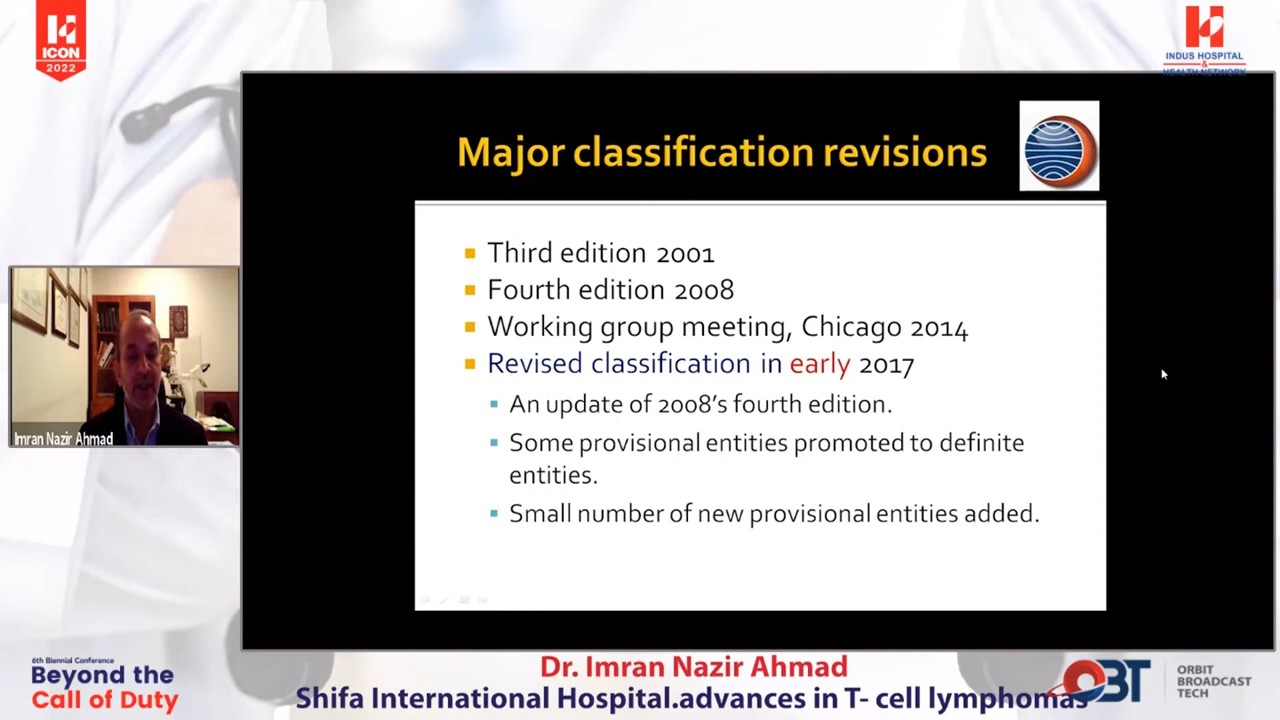 ICON
2022
INDUS HOSPITAL
&
HEALTH NETWORK
Major classification revisions
Third edition 2001
Fourth edition 2008
Working group meeting, Chicago 2014
Revised classification in early 2017
An update of 2008's fourth edition.
Some provisional entities promoted to definite
entities.
Small number of new provisional entities added.
Imran Nazir Ahmad
6th Biennial Conference
Beyond the
Call of Duty
Dr. Imran Nazir Ahmad
Shifa International Hospital.advances in T- cell lymphomas
OBT
ORBIT
BROADCAST
TECH